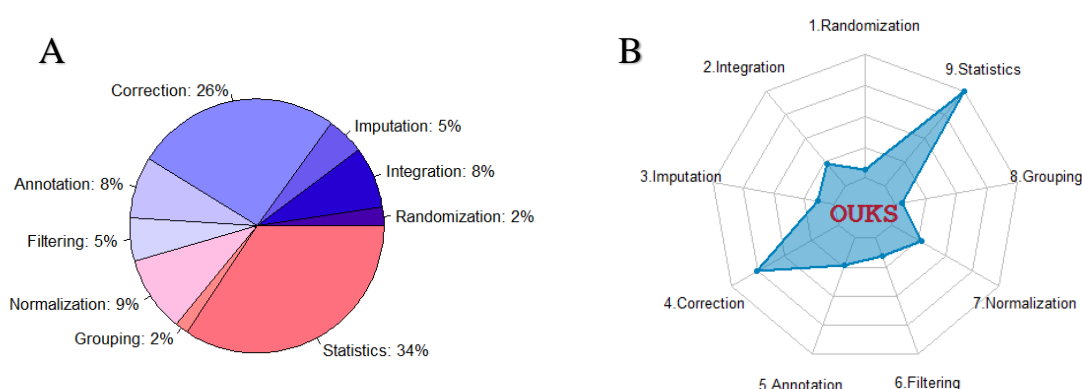 A
Correction: 26%
Imputation: 5%
Integration: 8%
Randomization: 2%
Annotation: 8%
Filtering: 5%
Normalization: 9%
Grouping: 2%
Statistics: 34%
B
1.Randomization
2.Integration
9.Statistics
3.Imputation
8.Grouping
OUKS
4.Correction
7.Normalization
5.Annotation
6.Filtering